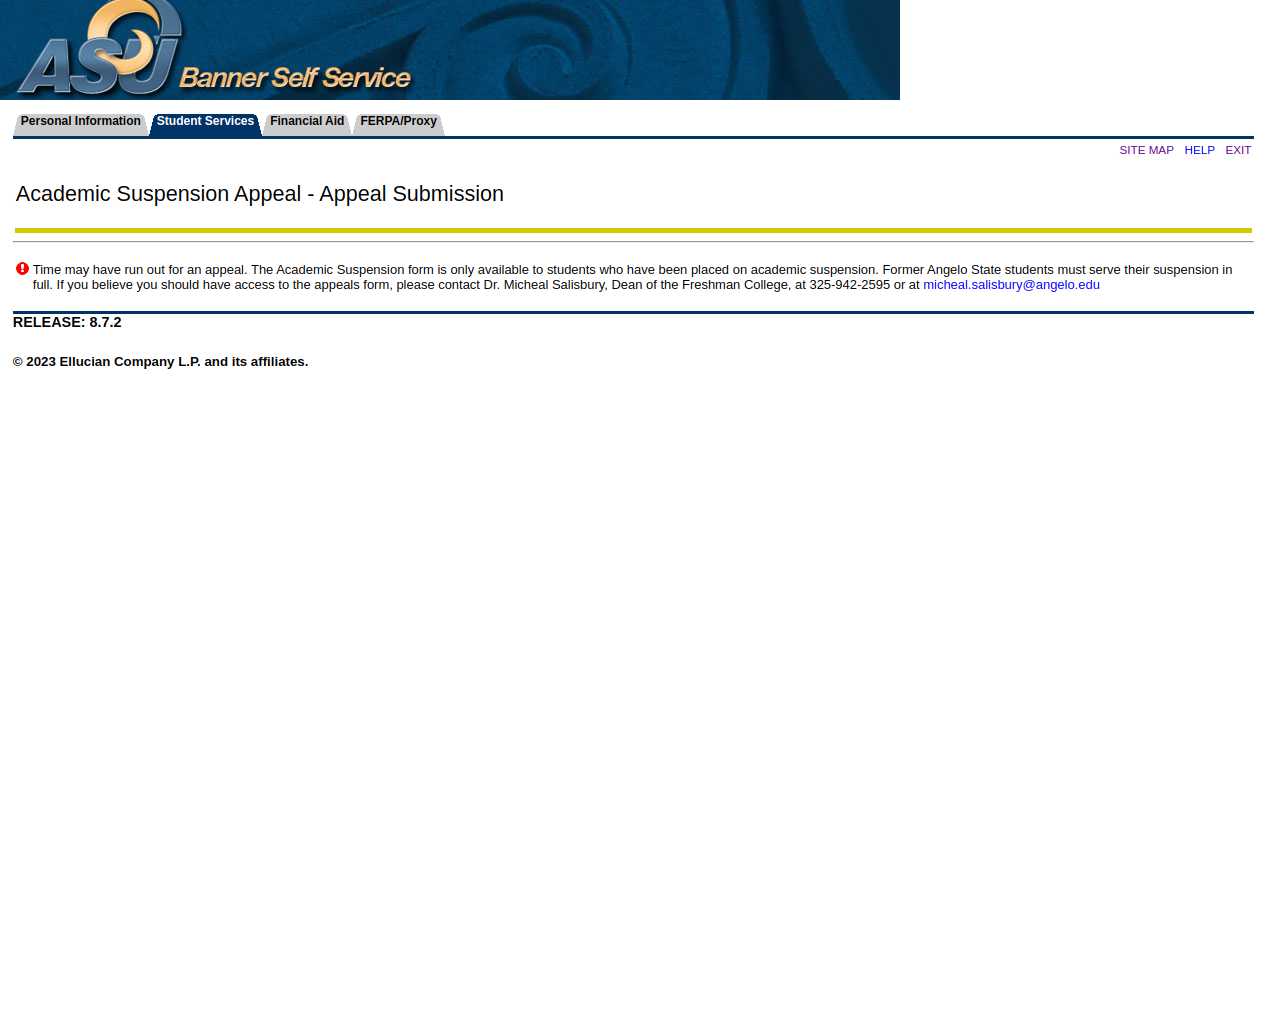 ASU Banner Self Service
Personal Information Student Services Financial Aid FERPA/Proxy
SITE MAP HELP EXIT
Academic Suspension Appeal - Appeal Submission
Time may have run out for an appeal. The Academic Suspension form is only available to students who have been placed on academic suspension. Former Angelo State students must serve their suspension in
full. If you believe you should have access to the appeals form, please contact Dr. Micheal Salisbury, Dean of the Freshman College, at 325-942-2595 or at micheal.salisbury@angelo.edu
RELEASE: 8.7.2
© 2023 Ellucian Company L.P. and its affiliates.